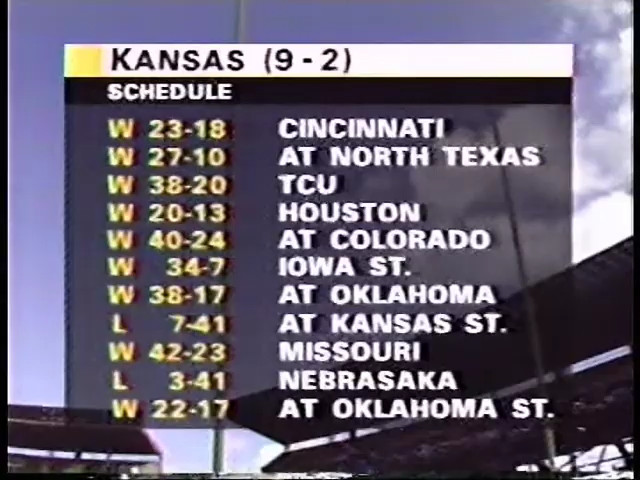 KANSAS (9-2)
SCHEDULE
W 23-18 CINCINNATI
W 27-10 AT NORTH TEXAS
W 38-20 TCU
W 20-13 HOUSTON
W 40-24 AT COLORADO
W 34-7 IOWA ST.
W 38-17 AT OKLAHOMA
L 7-41 AT KANSAS ST.
W 42-23 MISSOURI
L 3-41 NEBRASAKA
W 22-17 AT OKLAHOMA ST.